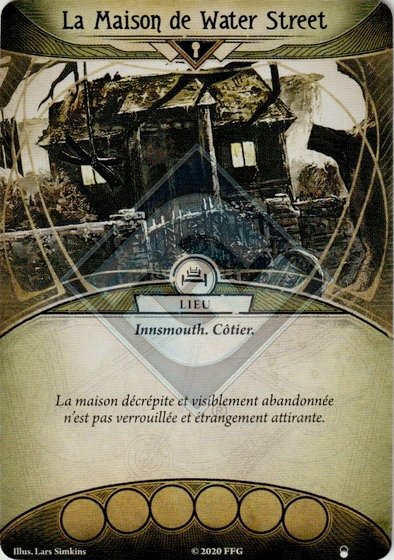 La Maison de Water Street
LIEU
Innsmouth. Côtier.
La maison décrépite et visiblement abandonnée
n'est pas verrouillée et étrangement attirante.
Illus. Lars Simkins
© 2020 FFG